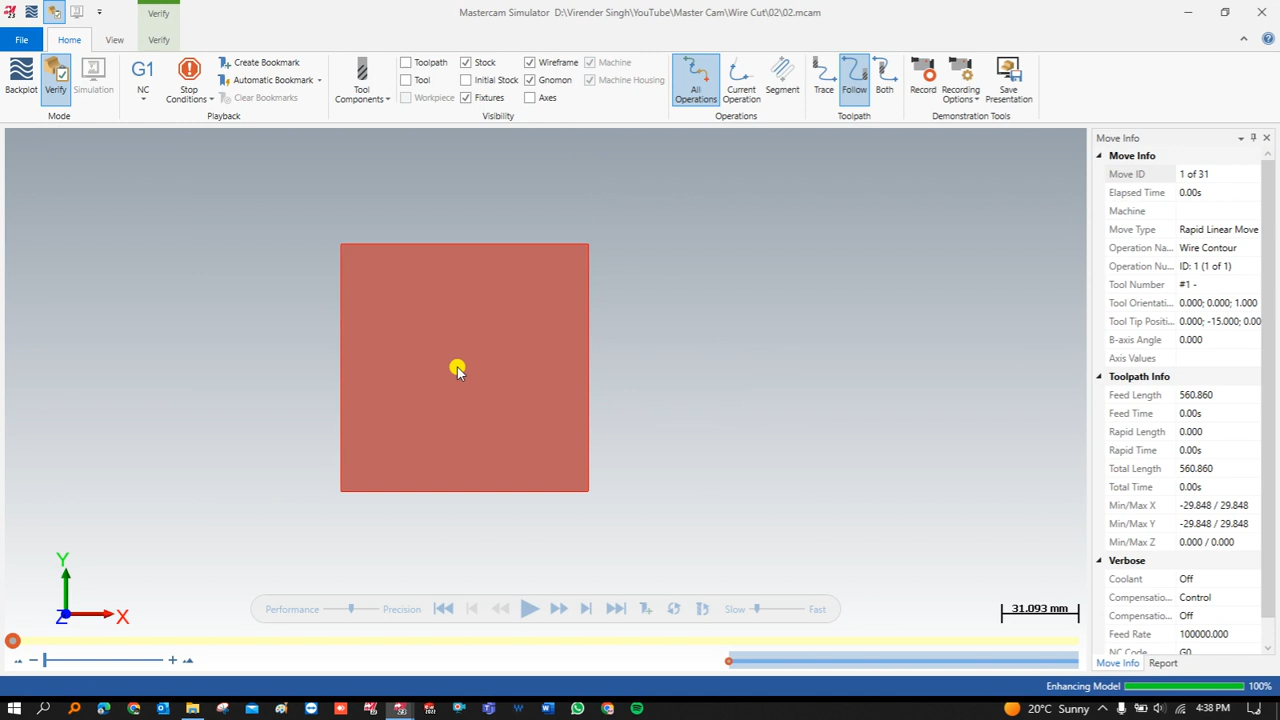 Verify
Mastercam Simulator D:\Virender Singh\YouTube\Master Cam\Wire Cut\02\02.mcam
File Home View Verify
Backplot Verify Simulation
Mode
NC Stop Conditions
Create Bookmark
Automatic Bookmark
Clear Bookmarks
Playback
Tool Components
Toolpath Stock Wireframe Machine
Tool Initial Stock Gnomon Machine Housing
Workpiece Fixtures Axes
Visibility
All Operations Current Operation Segment
Operations
Trace Follow Both
Toolpath
Record Recording Options Save Presentation
Demonstration Tools
G1
Move Info
Move Info
Move ID 1 of 31
Elapsed Time 0.00s
Machine
Move Type Rapid Linear Move
Operation Na... Wire Contour
Operation Nu... ID: 1 (1 of 1)
Tool Number #1 -
Tool Orientati... 0.000; 0.000; 1.000
Tool Tip Positi... 0.000; -15.000; 0.00
B-axis Angle 0.000
Axis Values
Toolpath Info
Feed Length 560.860
Feed Time 0.00s
Rapid Length 0.000
Rapid Time 0.00s
Total Length 560.860
Total Time 0.00s
Min/Max X -29.848 / 29.848
Min/Max Y -29.848 / 29.848
Min/Max Z 0.000 / 0.000
Verbose
Coolant Off
Compensatio... Control
Compensatio... Off
Feed Rate 100000.000
NC Code G0
Move Info Report
Y
Z X
Performance Precision
Slow Fast
31.093 mm
Enhancing Model 100%
20°C Sunny ENG 4:38 PM